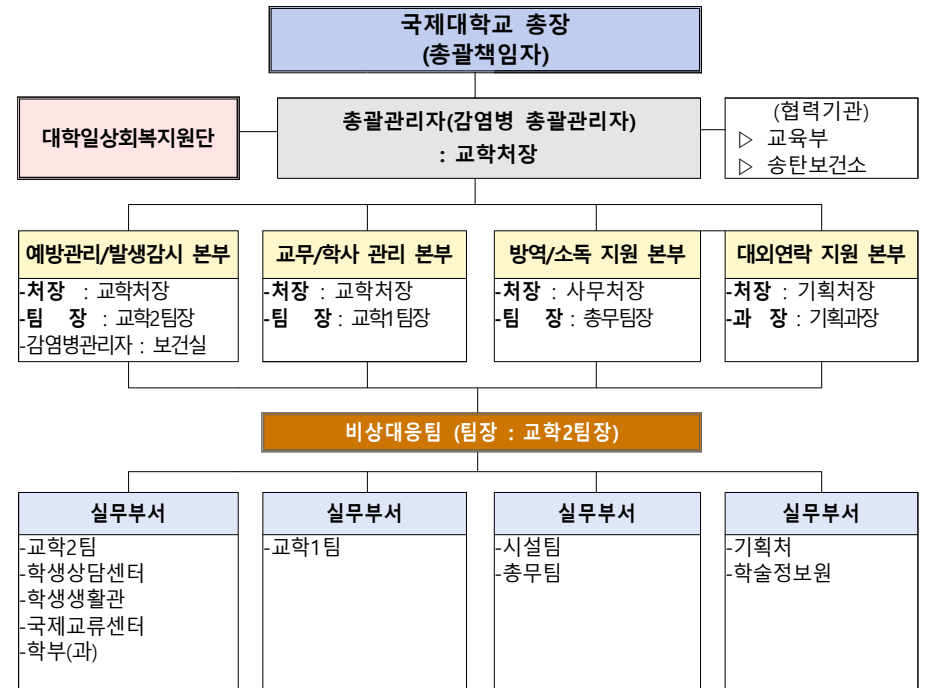 국제대학교 총장
(총괄책임자)
대학일상회복지원단
총괄관리자(감염병 총괄관리자)
: 교학처장
(협력기관)
▷ 교육부
▷ 송탄보건소
예방관리/발생감시 본부
-처장 : 교학처장
-팀 장 : 교학2팀장
-감염병관리자 : 보건실
교무/학사 관리 본부
-처장 : 교학처장
-팀 장 : 교학1팀장
방역/소독 지원 본부
-처장 : 사무처장
-팀 장 : 총무팀장
대외연락 지원 본부
-처장 : 기획처장
-과 장 : 기획과장
비상대응팀 (팀장 : 교학2팀장)
실무부서
-교학2팀
-학생상담센터
-학생생활관
-국제교류센터
-학부(과)
실무부서
-교학1팀
실무부서
-시설팀
-총무팀
실무부서
-기획처
-학술정보원